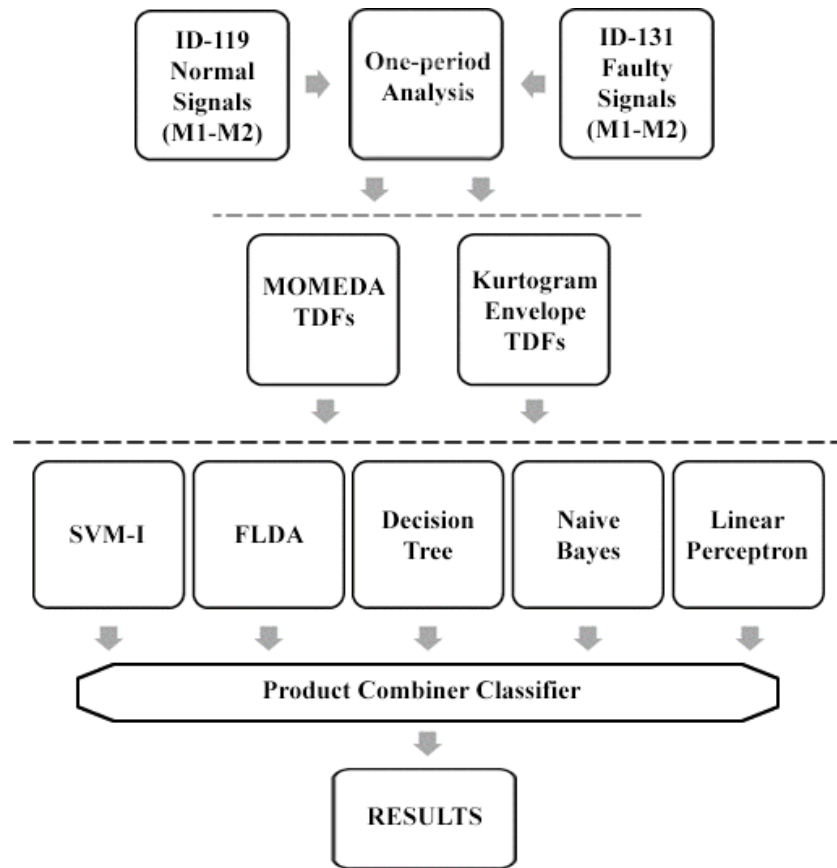 ID-119
Normal
Signals
(M1-M2)
One-period
Analysis
ID-131
Faulty
Signals
(M1-M2)
MOMEDA
TDFs
Kurtogram
Envelope
TDFs
SVM-I
FLDA
Decision
Tree
Naive
Bayes
Linear
Perceptron
Product Combiner Classifier
RESULTS